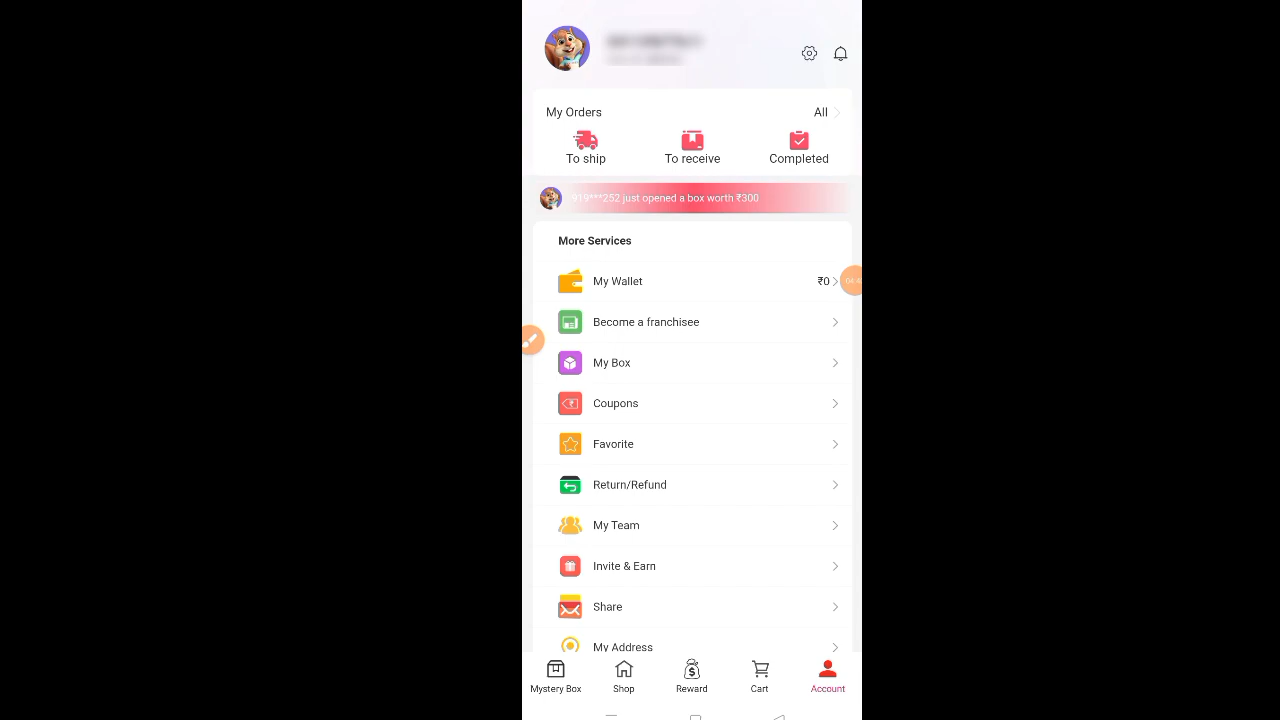 My Orders
All
To ship
To receive
Completed
919***252 just opened a box worth ₹300
More Services
My Wallet
₹0
Become a franchisee
My Box
Coupons
Favorite
Return/Refund
My Team
Invite & Earn
Share
My Address
Mystery Box
Shop
Reward
Cart
Account